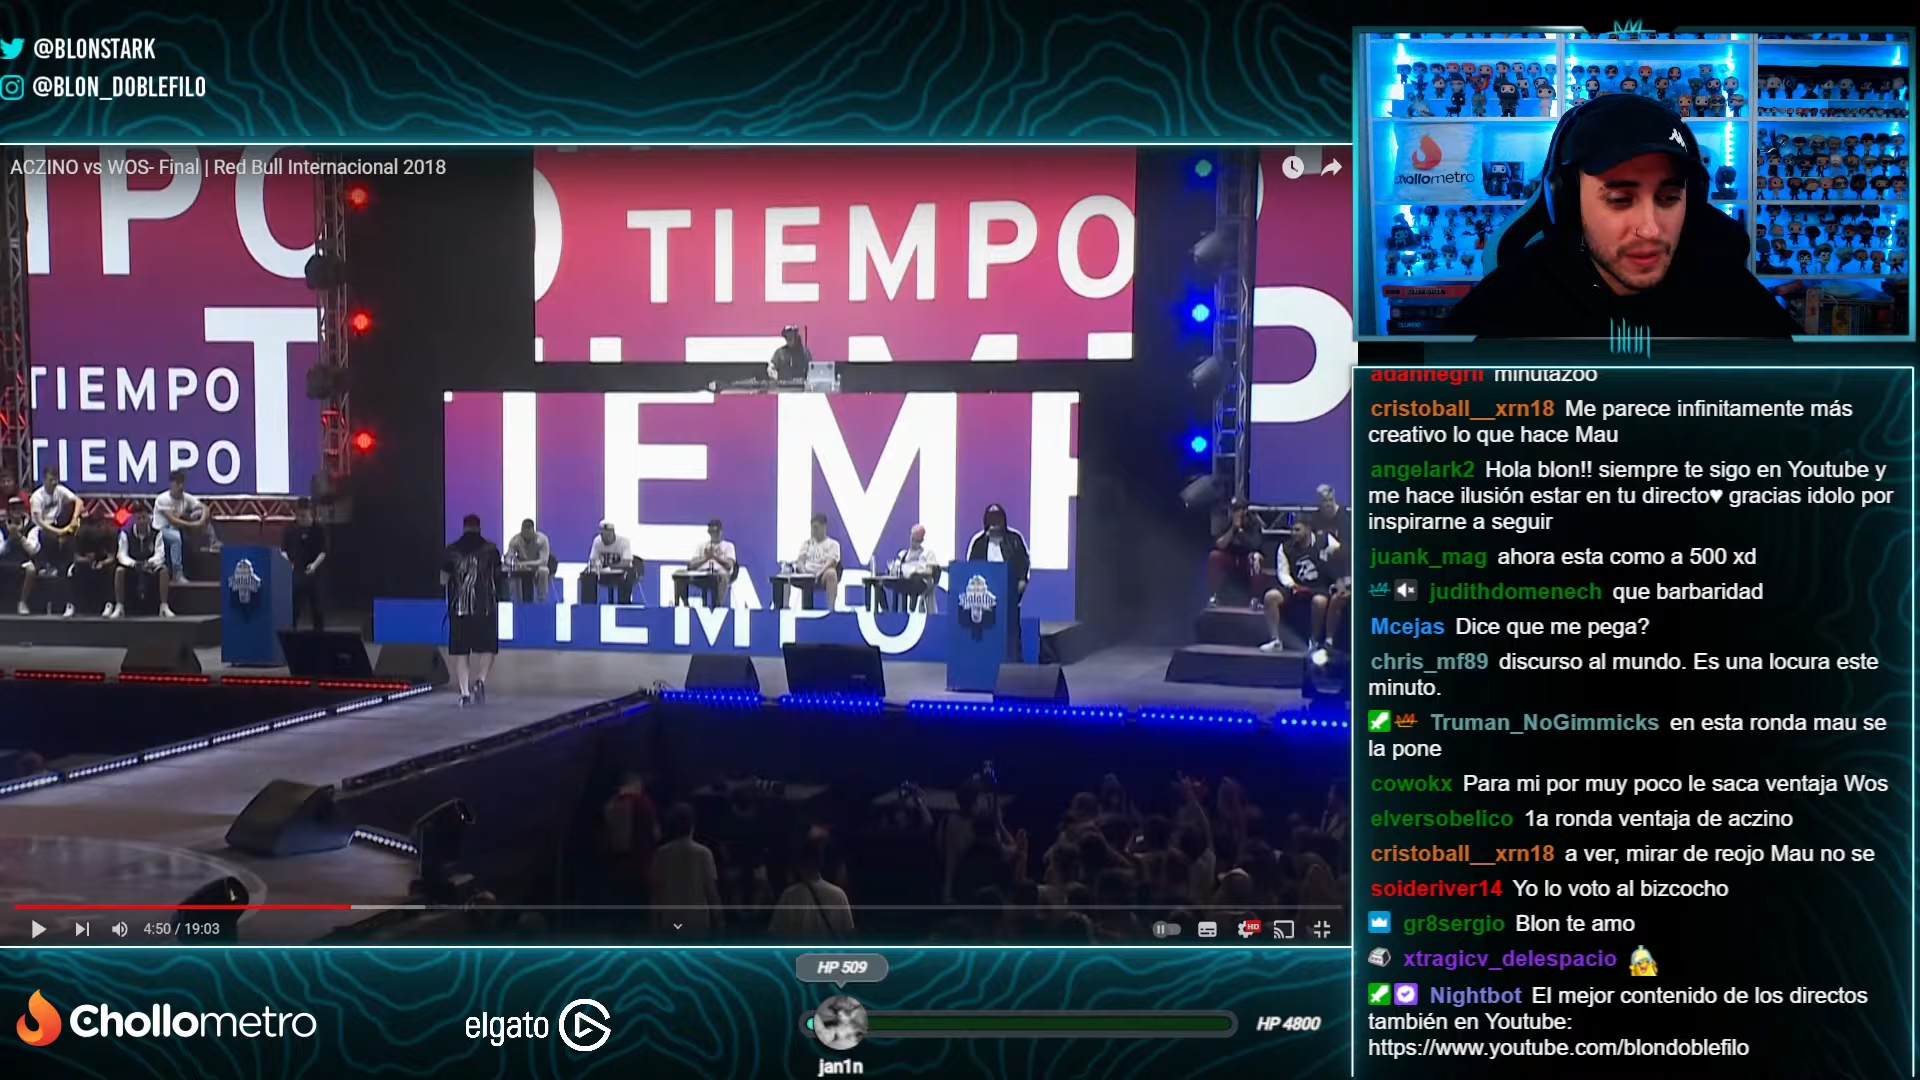 @BLONSTARK
@BLON_DOBLEFILO
ACZINO vs WOS- Final | Red Bull Internacional 2018
TIEMPO
TIEMPO
TIEMPO
TIEMPO
4:50 / 19:03
HD
chollometro
adannegrii minutazoo
cristoball__xrn18 Me parece infinitamente más
creativo lo que hace Mau
angelark2 Hola blon!! siempre te sigo en Youtube y
me hace ilusión estar en tu directo♥ gracias idolo por
inspirarne a seguir
juank_mag ahora esta como a 500 xd
judithdomenech que barbaridad
Mcejas Dice que me pega?
chris_mf89 discurso al mundo. Es una locura este
minuto.
Truman_NoGimmicks en esta ronda mau se
la pone
cowokx Para mi por muy poco le saca ventaja Wos
elversobelico 1a ronda ventaja de aczino
cristoball__xrn18 a ver, mirar de reojo Mau no se
soideriver14 Yo lo voto al bizcocho
gr8sergio Blon te amo
xtragicv_delespacio
Nightbot El mejor contenido de los directos
también en Youtube:
https://www.youtube.com/blondoblefilo
Chollometro
elgato
HP 509
HP 4800
jan1n